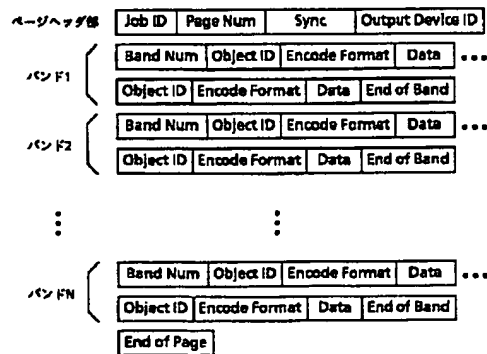 ページヘッダ部 Job ID Page Num Sync Output Device ID
バンド1 Band Num Object ID Encode Format Data •••
Object ID Encode Format Data End of Band
バンド2 Band Num Object ID Encode Format Data •••
Object ID Encode Format Data End of Band
バンドN Band Num Object ID Encode Format Data •••
Object ID Encode Format Data End of Band
End of Page